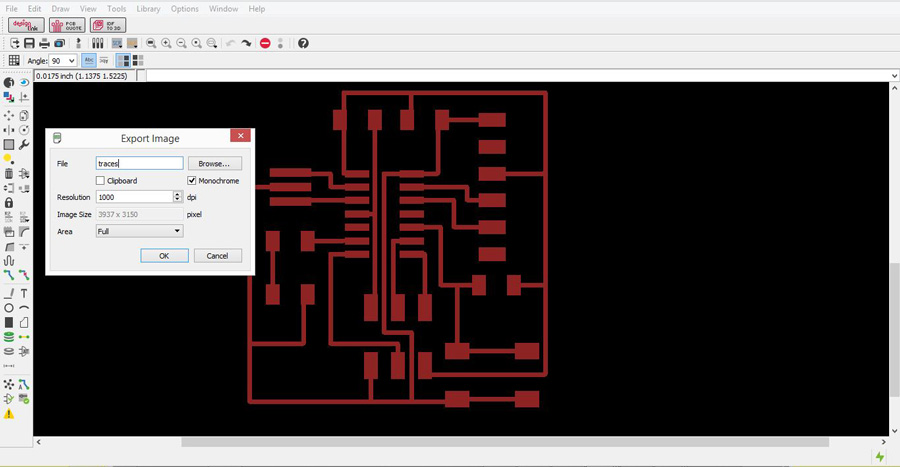 File Edit Draw View Tools Library Options Window Help
design link PCB QUOTE IDF TO 3D
Angle: 90 Abc
0.0175 inch (1.1375 1.5225)
Export Image
File traces Browse...
Clipboard Monochrome
Resolution 1000 dpi
Image Size 3937 x 3150 pixel
Area Full
OK Cancel
T